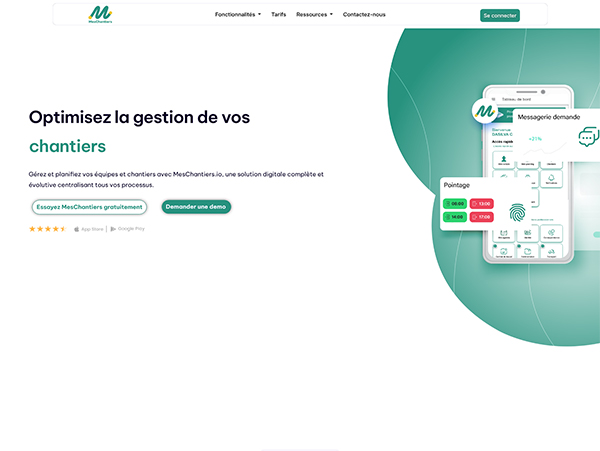 MesChantiers
Fonctionnalités
Tarifs
Ressources
Contactez-nous
Se connecter
Optimisez la gestion de vos
chantiers
Gérez et planifiez vos équipes et chantiers avec MesChantiers.io, une solution digitale complète et
évolutive centralisant tous vos processus.
Essayez MesChantiers gratuitement
Demander une demo
App Store
Google Play
Tableau de bord
Messagerie demande
+21%
Bienvenue
Accès rapide
Pointage
08:00
13:00
14:00
17:00